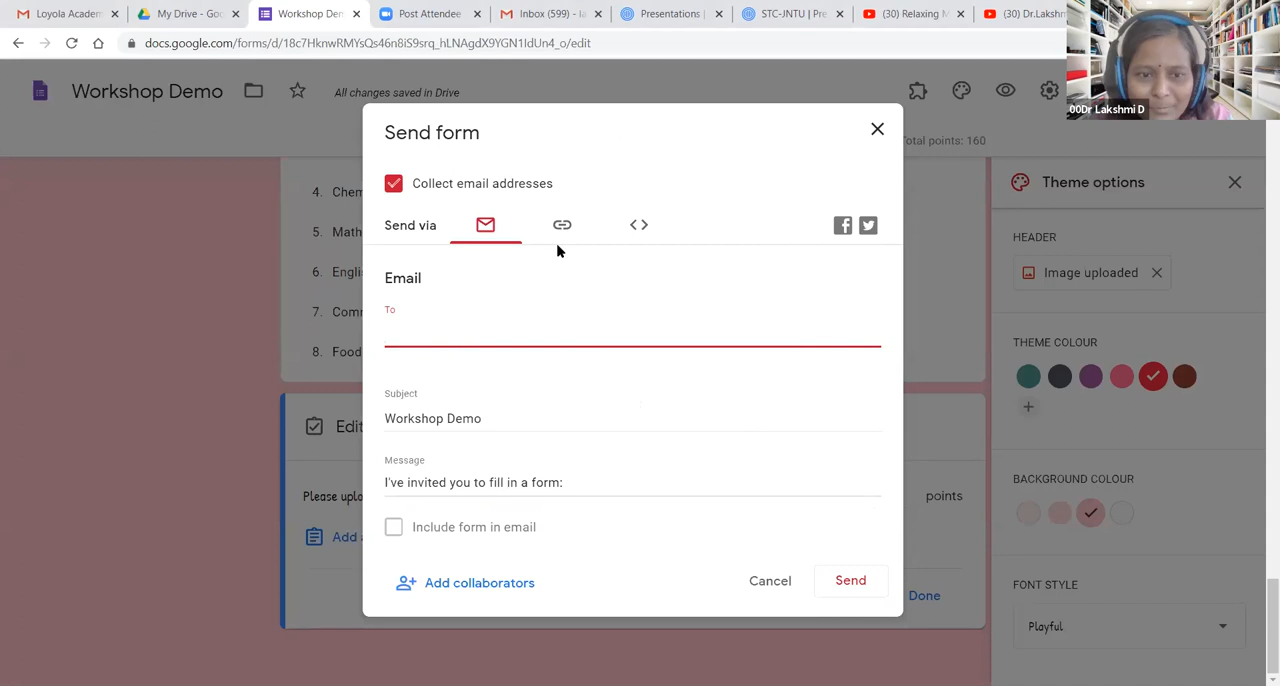 Loyola Academ
My Drive - Goo
Workshop Dem
Post Attendee
Inbox (599) - la
Presentations |
STC-JNTU | Pre
(30) Relaxing M
(30) Dr.Lakshm
docs.google.com/forms/d/18c7HknwRMYsQs46n8iS9srq_hLNAgdX9YGN1IdUn4_o/edit
Workshop Demo
All changes saved in Drive
00Dr Lakshmi D
Total points: 160
Send form
Collect email addresses
Send via
Email
To
Subject
Workshop Demo
Message
I've invited you to fill in a form:
Include form in email
Add collaborators
Cancel
Send
4. Chem
5. Math
6. Englis
7. Comm
8. Food
Edit
Please uplo
points
Add a
Done
Theme options
HEADER
Image uploaded
THEME COLOUR
BACKGROUND COLOUR
FONT STYLE
Playful